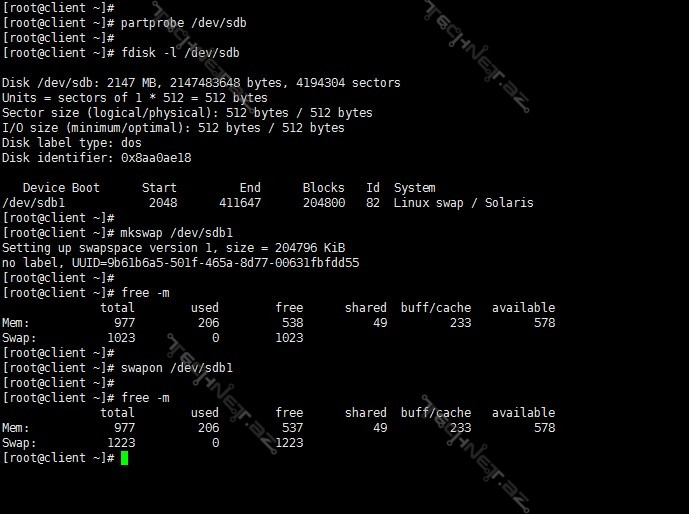 [root@client ~]#
[root@client ~]# partprobe /dev/sdb
[root@client ~]#
[root@client ~]# fdisk -l /dev/sdb

Disk /dev/sdb: 2147 MB, 2147483648 bytes, 4194304 sectors
Units = sectors of 1 * 512 = 512 bytes
Sector size (logical/physical): 512 bytes / 512 bytes
I/O size (minimum/optimal): 512 bytes / 512 bytes
Disk label type: dos
Disk identifier: 0x8aa0ae18

   Device Boot      Start         End      Blocks   Id  System
/dev/sdb1            2048      411647      204800   82  Linux swap / Solaris
[root@client ~]#
[root@client ~]# mkswap /dev/sdb1
Setting up swapspace version 1, size = 204796 KiB
no label, UUID=9b61b6a5-501f-465a-8d77-00631fbfdd55
[root@client ~]#
[root@client ~]# free -m
              total        used        free      shared  buff/cache   available
Mem:            977         206         538          49         233         578
Swap:          1023           0        1023
[root@client ~]#
[root@client ~]# swapon /dev/sdb1
[root@client ~]#
[root@client ~]# free -m
              total        used        free      shared  buff/cache   available
Mem:            977         206         537          49         233         578
Swap:          1223           0        1223
[root@client ~]#
TECHNET.AZ
TECHNET.AZ
TECHNET.AZ
TECHNET.AZ